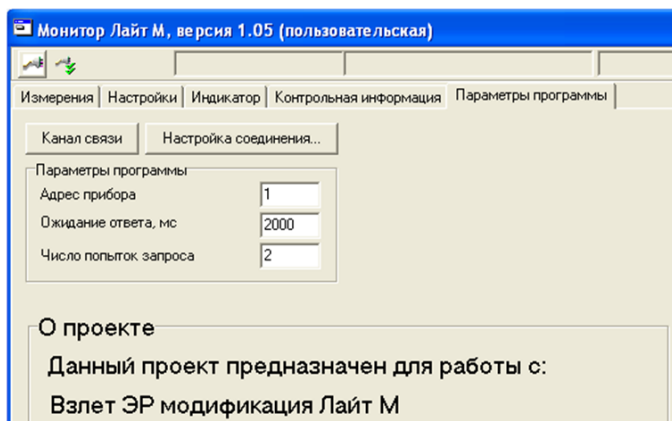 Монитор Лайт М, версия 1.05 (пользовательская)
Измерения Настройки Индикатор Контрольная информация Параметры программы
Канал связи Настройка соединения...
Параметры программы
Адрес прибора 1
Ожидание ответа, мс 2000
Число попыток запроса 2
О проекте
Данный проект предназначен для работы с:
Взлет ЭР модификация Лайт М